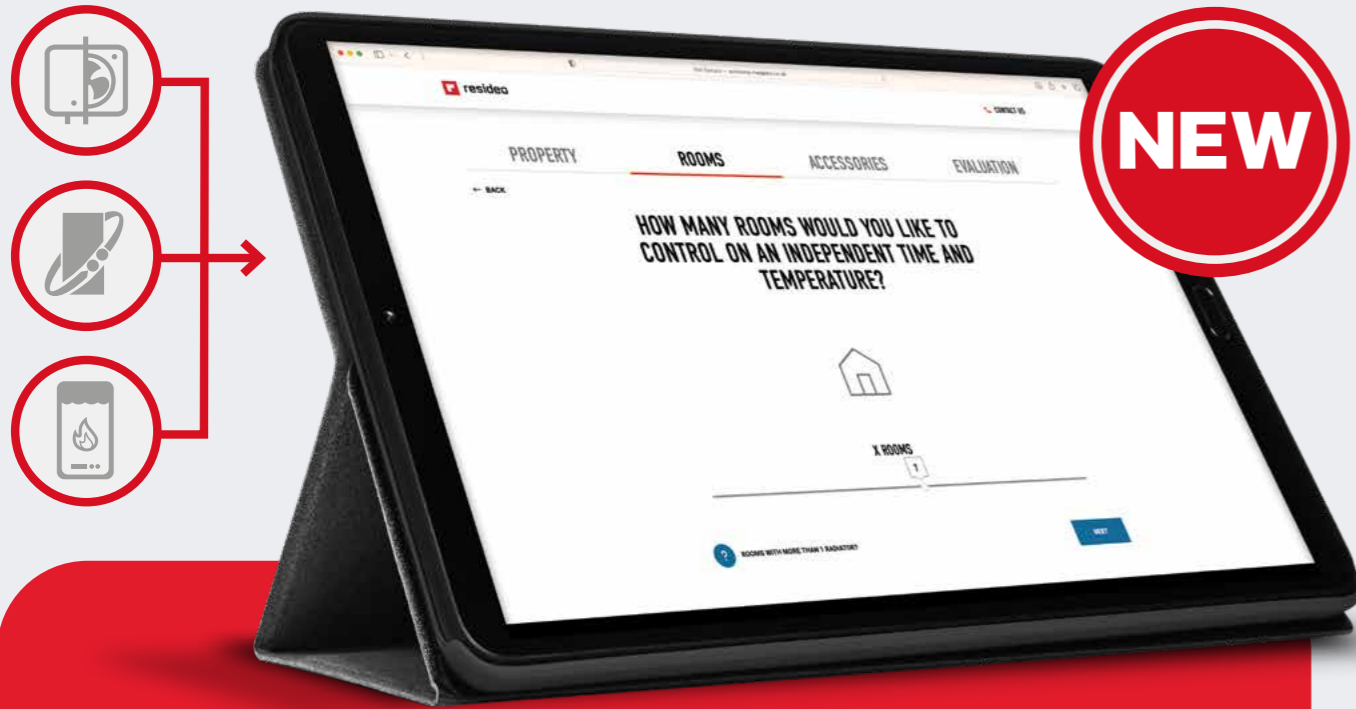 resideo
CONTACT US
NEW
PROPERTY
ROOMS
ACCESSORIES
EVALUATION
← BACK
HOW MANY ROOMS WOULD YOU LIKE TO
CONTROL ON AN INDEPENDENT TIME AND
TEMPERATURE?
X ROOMS
? ROOMS WITH MORE THAN 1 RADIATOR?
NEXT